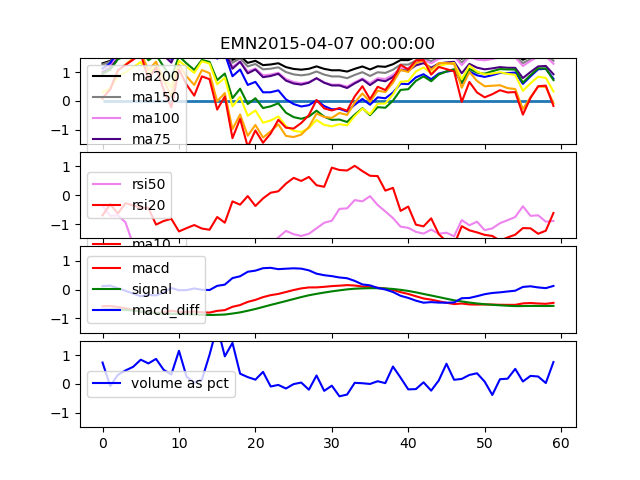 EMN2015-04-07 00:00:00
1
0
−1
ma200
ma150
ma100
ma75
1
0
−1
rsi50
rsi20
ma10
1
0
−1
macd
signal
macd_diff
1
0
−1
volume as pct
0 10 20 30 40 50 60